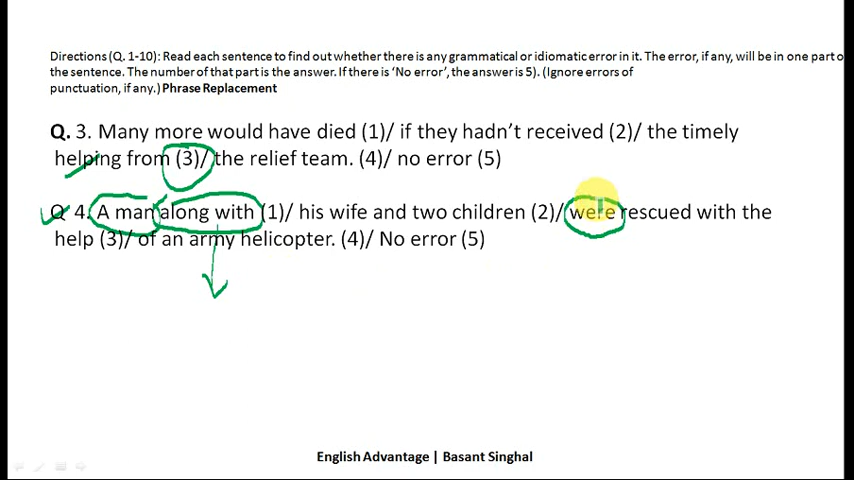 Directions (Q. 1-10): Read each sentence to find out whether there is any grammatical or idiomatic error in it. The error, if any, will be in one part o
the sentence. The number of that part is the answer. If there is ‘No error’, the answer is 5). (Ignore errors of
punctuation, if any.) Phrase Replacement
Q. 3. Many more would have died (1)/ if they hadn’t received (2)/ the timely
helping from (3)/ the relief team. (4)/ no error (5)
Q 4. A man along with (1)/ his wife and two children (2)/ were rescued with the
help (3)/ of an army helicopter. (4)/ No error (5)
English Advantage | Basant Singhal